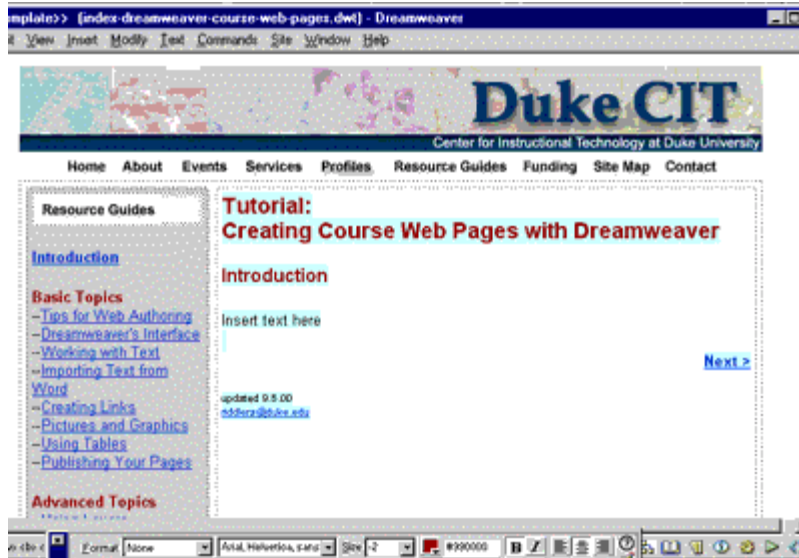 mplate>> (index-dreamweaver-course-web-pages.dwt) - Dreamweaver
View Insert Modify Text Commands Site Window Help
Duke CIT
Center for Instructional Technology at Duke University
Home About Events Services Profiles Resource Guides Funding Site Map Contact
Resource Guides
Introduction
Basic Topics
–Tips for Web Authoring
–Dreamweaver's Interface
–Working with Text
–Importing Text from
Word
–Creating Links
–Pictures and Graphics
–Using Tables
–Publishing Your Pages
Advanced Topics
Tutorial:
Creating Course Web Pages with Dreamweaver
Introduction
Insert text here
Next >
updated 9.5.00
Format None Arial, Helvetica, sans Size -2 #990000 B I